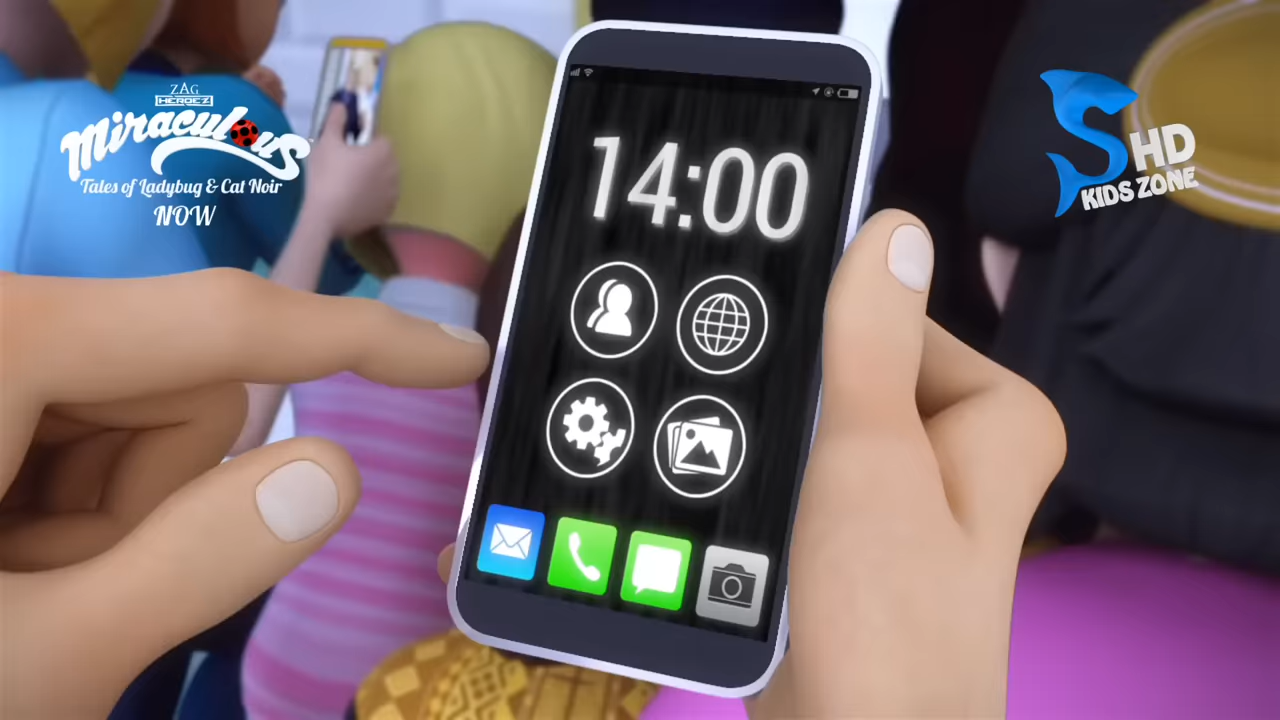 ZAG
HEROEZ
Miraculous
Tales of Ladybug & Cat Noir
NOW
14:00
S HD
KIDS ZONE